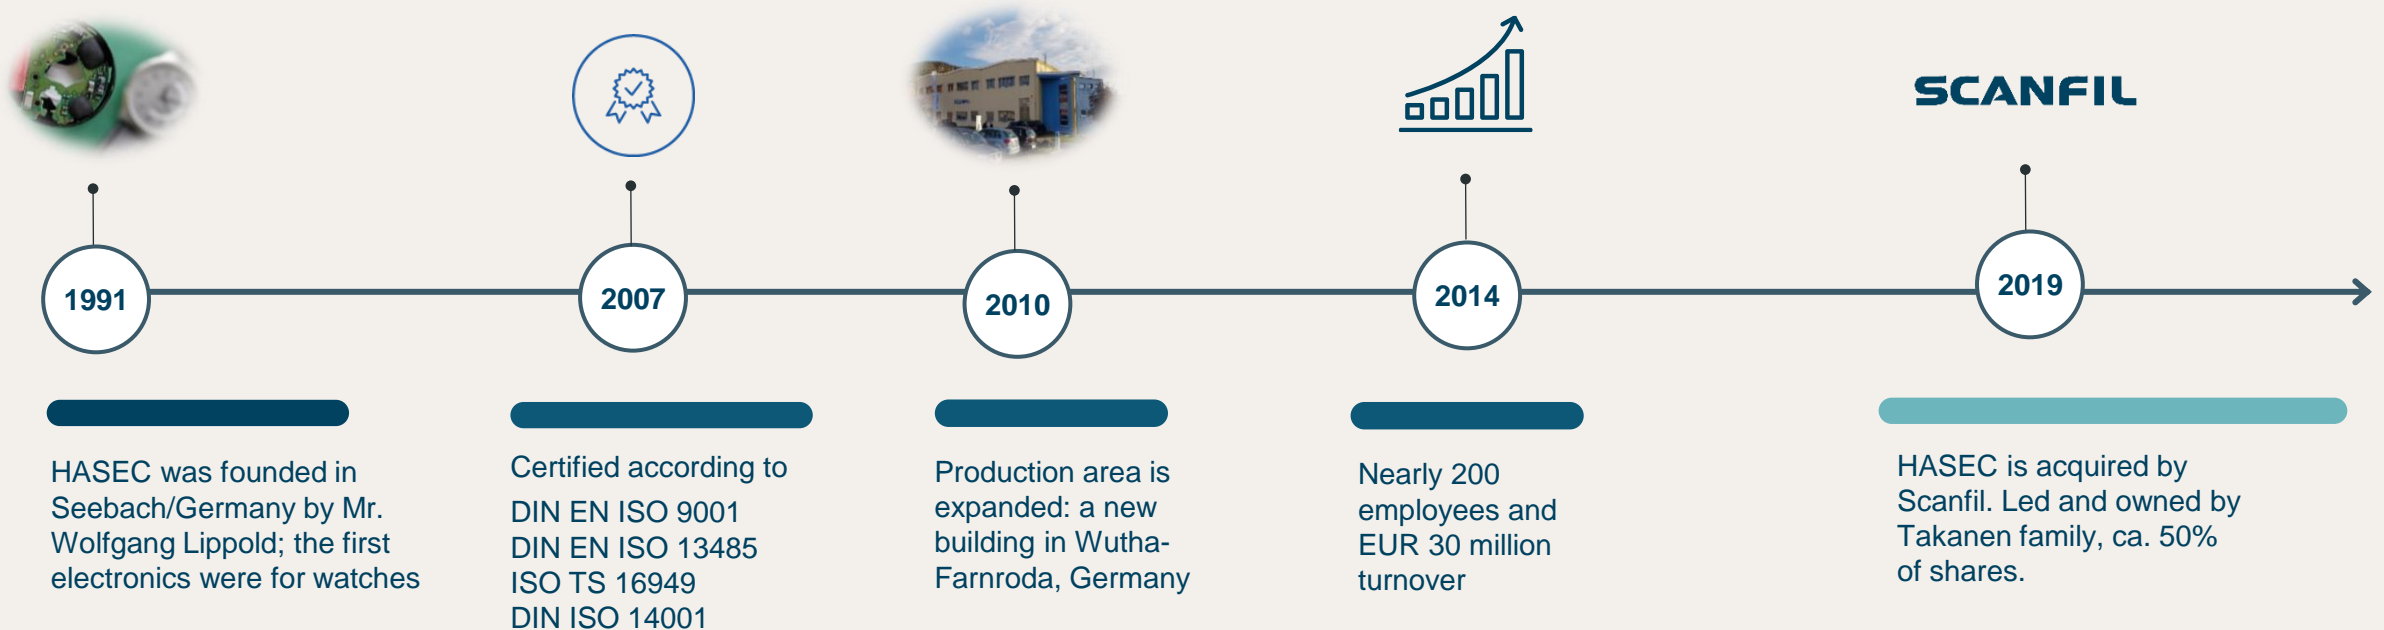 SCANFIL
1991
2007
2010
2014
2019
HASEC was founded in
Seebach/Germany by Mr.
Wolfgang Lippold; the first
electronics were for watches
Certified according to
DIN EN ISO 9001
DIN EN ISO 13485
ISO TS 16949
DIN ISO 14001
Production area is
expanded: a new
building in Wutha-
Farnroda, Germany
Nearly 200
employees and
EUR 30 million
turnover
HASEC is acquired by
Scanfil. Led and owned by
Takanen family, ca. 50%
of shares.